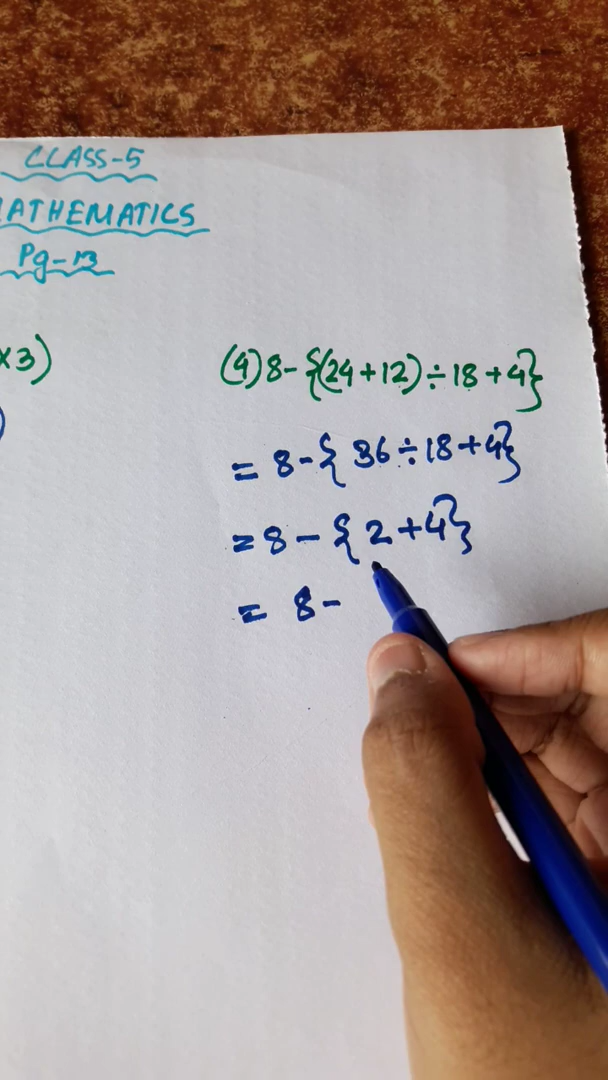 CLASS-5
MATHEMATICS
Pg-13
×3)
)
(4) 8-{(24+12)÷18+4}
= 8-{36÷18+4}
= 8-{2+4}
= 8-